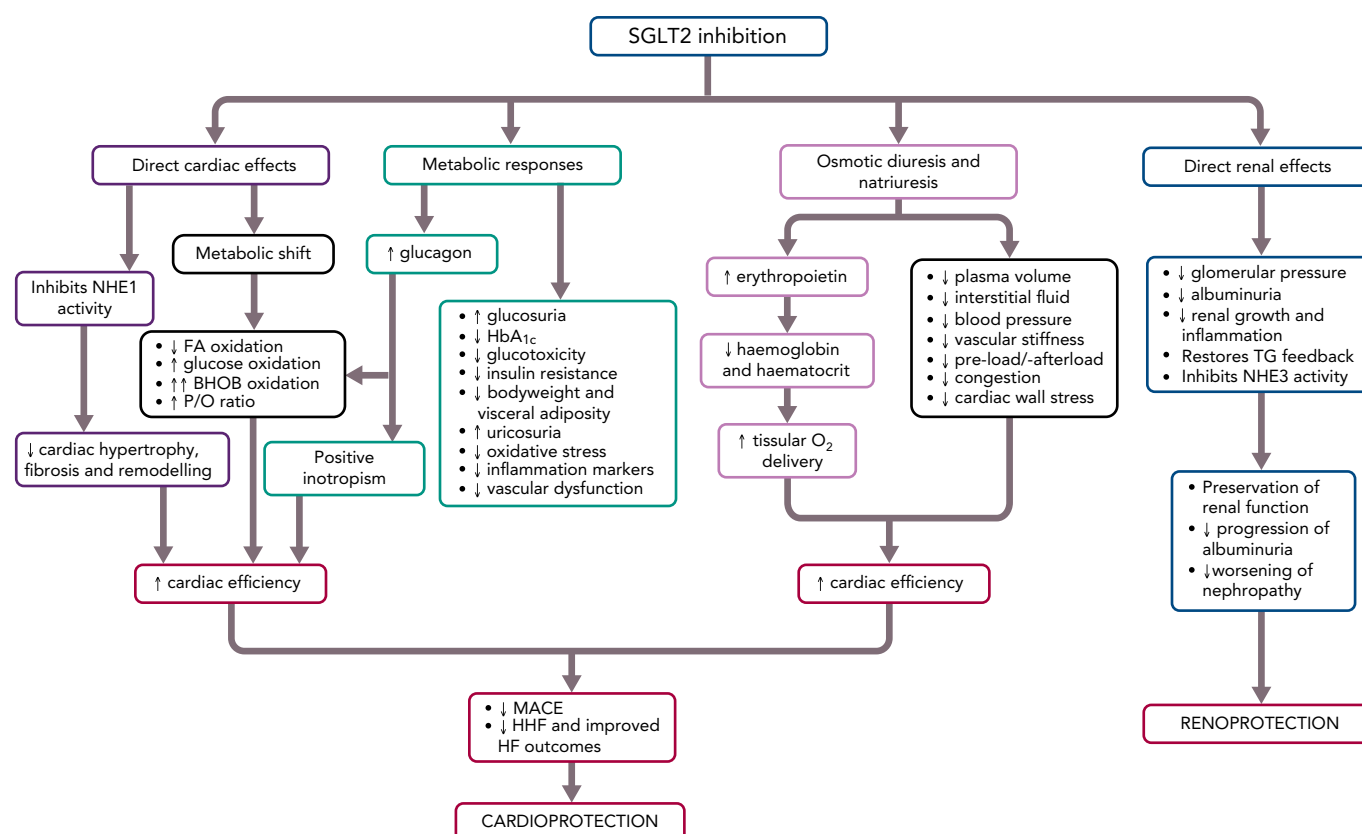 SGLT2 inhibition
Direct cardiac effects
Metabolic responses
Osmotic diuresis and
natriuresis
Direct renal effects
Metabolic shift
↑ glucagon
Inhibits NHE1
activity
↑ erythropoietin
• ↓ plasma volume
• ↓ interstitial fluid
• ↓ blood pressure
• ↓ vascular stiffness
• ↓ pre-load/-afterload
• ↓ congestion
• ↓ cardiac wall stress
• ↓ glomerular pressure
• ↓ albuminuria
• ↓ renal growth and
inflammation
• Restores TG feedback
• Inhibits NHE3 activity
• ↓ FA oxidation
• ↑ glucose oxidation
• ↑↑ BHOB oxidation
• ↑ P/O ratio
• ↑ glucosuria
• ↓ HbA1c
• ↓ glucotoxicity
• ↓ insulin resistance
• ↓ bodyweight and
visceral adiposity
• ↑ uricosuria
• ↓ oxidative stress
• ↓ inflammation markers
• ↓ vascular dysfunction
↓ haemoglobin
and haematocrit
↓ cardiac hypertrophy,
fibrosis and remodelling
Positive
inotropism
↑ tissular O2
delivery
• Preservation of
renal function
• ↓ progression of
albuminuria
• ↓worsening of
nephropathy
↑ cardiac efficiency
↑ cardiac efficiency
• ↓ MACE
• ↓ HHF and improved
HF outcomes
RENOPROTECTION
CARDIOPROTECTION